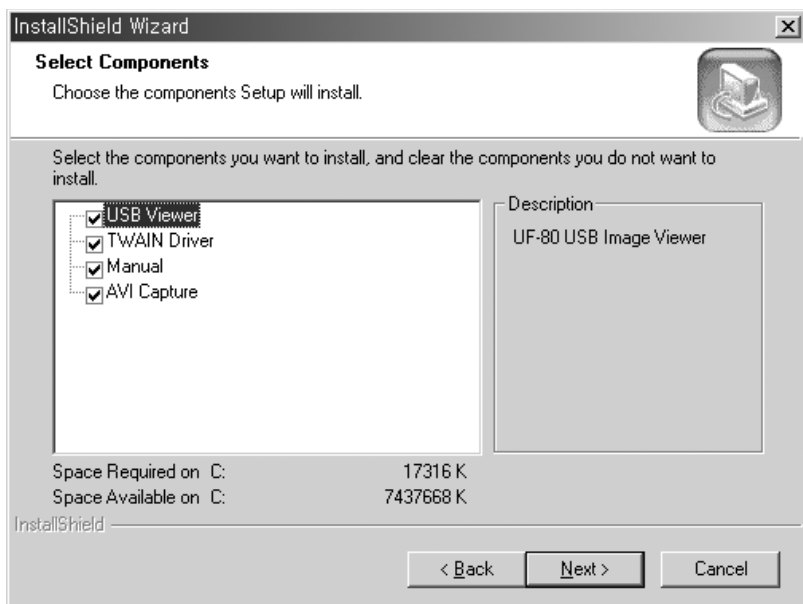 InstallShield Wizard
Select Components
Choose the components Setup will install.
Select the components you want to install, and clear the components you do not want to
install.
USB Viewer
TWAIN Driver
Manual
AVI Capture
Description
UF-80 USB Image Viewer
Space Required on C: 17316 K
Space Available on C: 7437668 K
InstallShield
< Back Next > Cancel